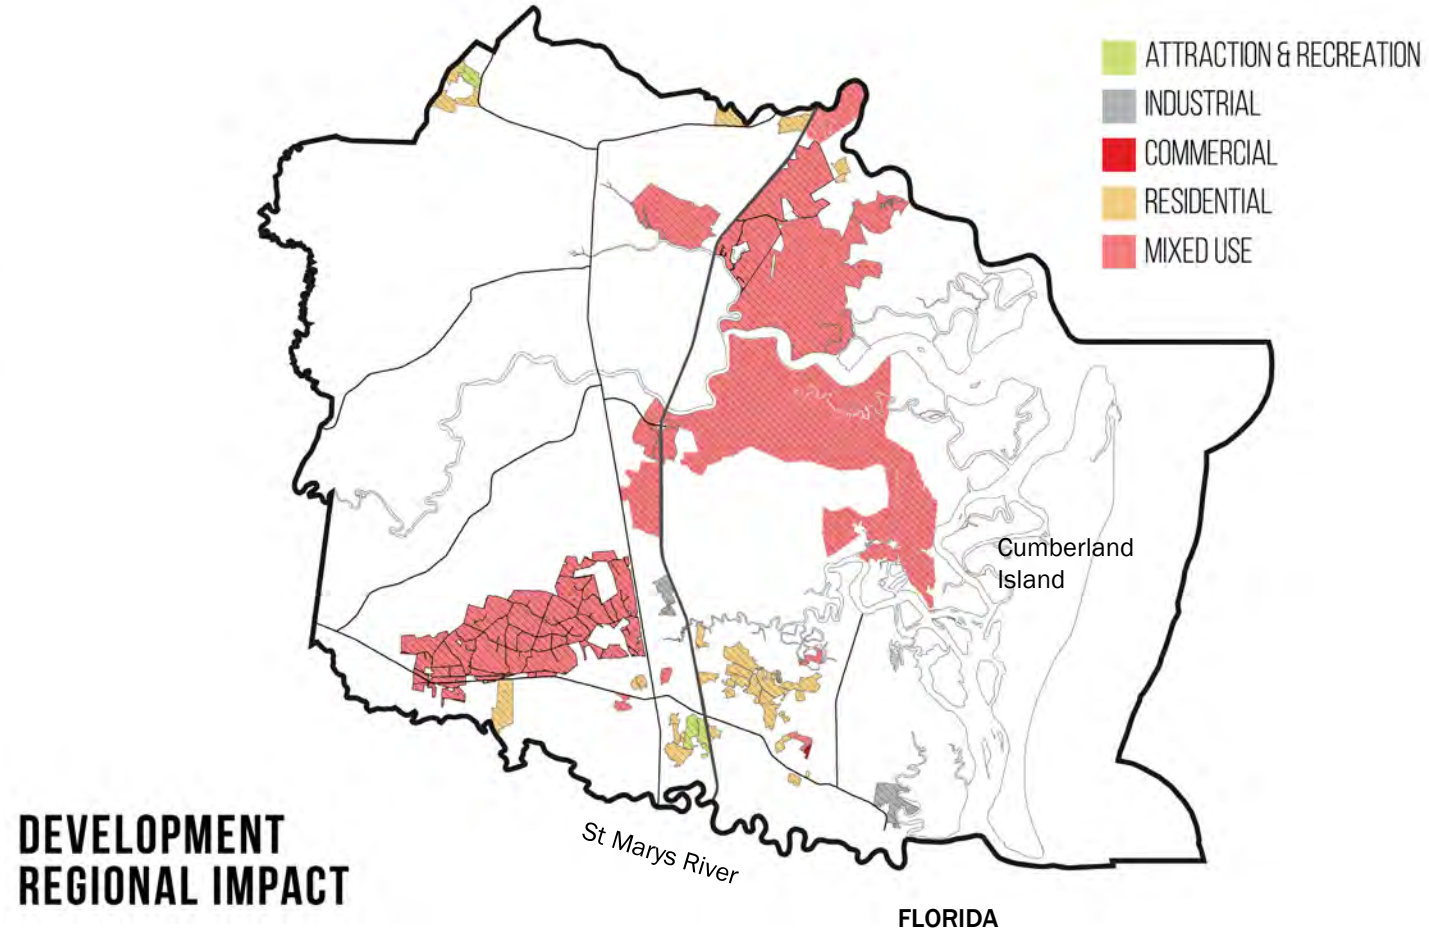 ATTRACTION & RECREATION
INDUSTRIAL
COMMERCIAL
RESIDENTIAL
MIXED USE
Cumberland
Island
DEVELOPMENT
REGIONAL IMPACT
St Marys River
FLORIDA